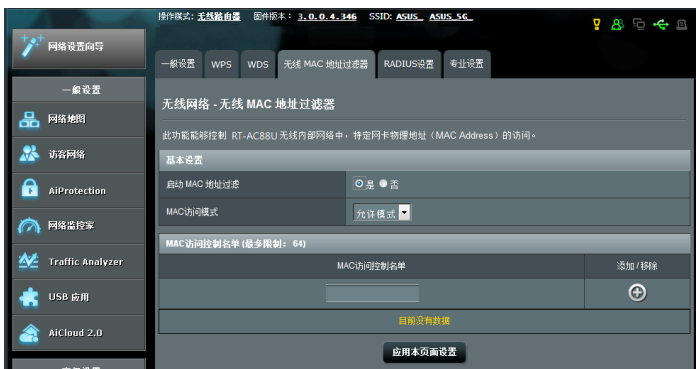 操作模式: 无线路由器 固件版本: 3.0.0.4.346 SSID: ASUS_ ASUS_5G_
网络设置向导
一般设置 WPS WDS 无线 MAC 地址过滤器 RADIUS设置 专业设置
一般设置
网络地图
访客网络
AiProtection
网络监控家
Traffic Analyzer
USB 应用
AiCloud 2.0
无线网络 - 无线 MAC 地址过滤器
此功能能够控制 RT-AC88U 无线内部网络中，特定网卡物理地址（MAC Address）的访问。
基本设置
启动 MAC 地址过滤 是 否
MAC访问模式 允许模式
MAC访问控制名单 (最多限制: 64)
MAC访问控制名单 添加 / 移除
目前没有数据
应用本页面设置